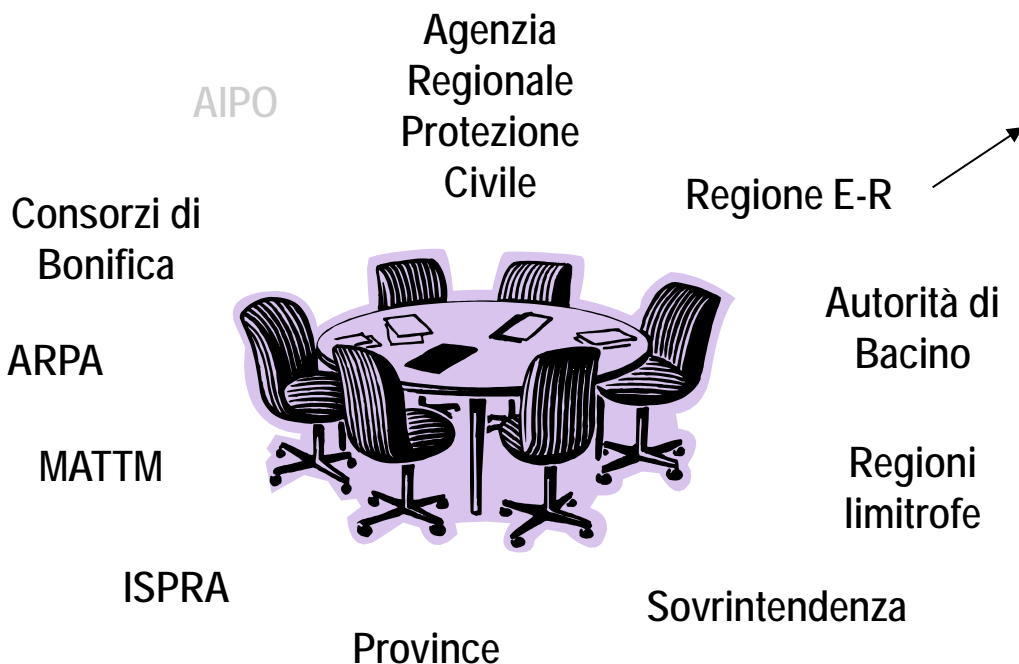 Agenzia
Regionale
Protezione
Civile
AIPO
Regione E-R
Consorzi di
Bonifica
Autorità di
Bacino
ARPA
MATTM
Regioni
limitrofe
ISPRA
Sovrintendenza
Province